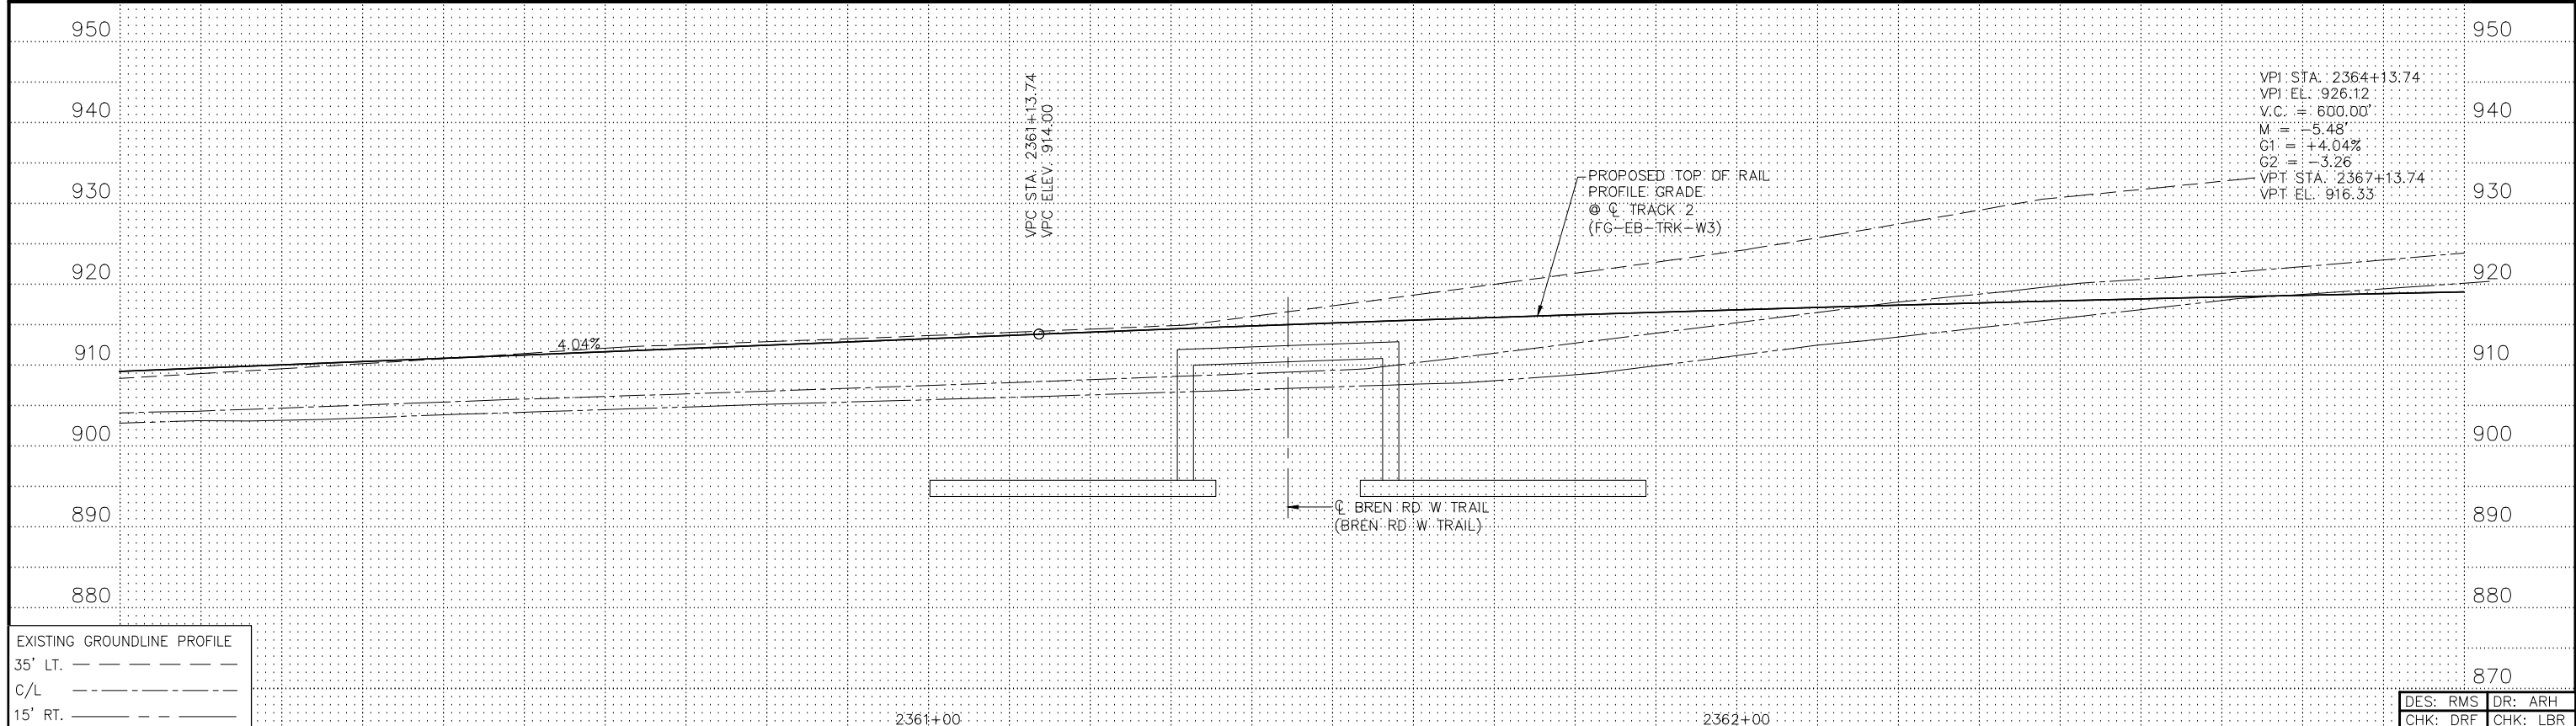 950
950
940
940
930
930
920
920
910
910
900
900
890
890
880
880
870
VPC STA. 2361+13.74
VPC ELEV. 914.00
VPI STA. 2364+13.74
VPI EL. 926.12
V.C. = 600.00'
M = -5.48'
G1 = +4.04%
G2 = -3.26
VPT STA. 2367+13.74
VPT EL. 916.33
PROPOSED TOP OF RAIL
PROFILE GRADE
@ ℄ TRACK 2
(FG-EB-TRK-W3)
4.04%
℄ BREN RD W TRAIL
(BREN RD W TRAIL)
EXISTING GROUNDLINE PROFILE
35' LT.
C/L
15' RT.
2361+00
2362+00
DES: RMS DR: ARH
CHK: DRF CHK: LBR